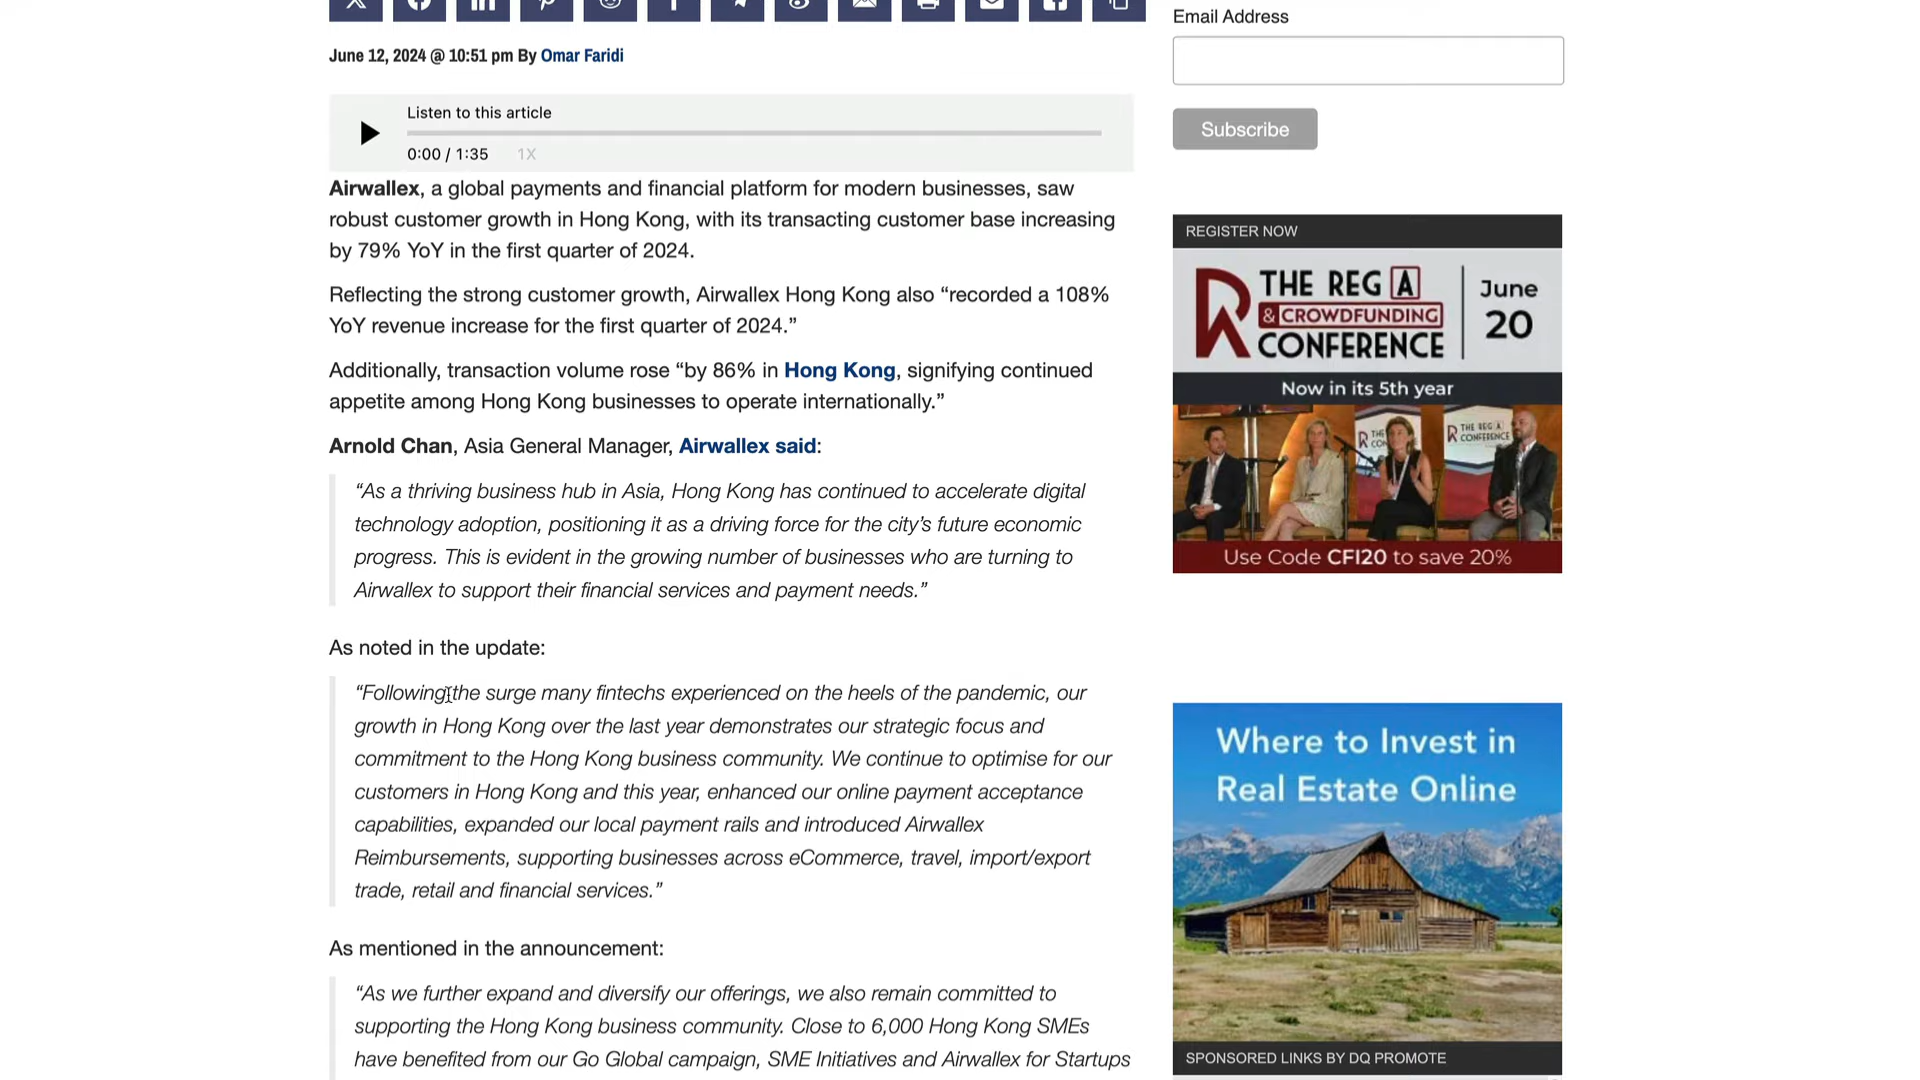 June 12, 2024 @ 10:51 pm By Omar Faridi
Listen to this article
0:00 / 1:35 1X
Airwallex, a global payments and financial platform for modern businesses, saw
robust customer growth in Hong Kong, with its transacting customer base increasing
by 79% YoY in the first quarter of 2024.
Reflecting the strong customer growth, Airwallex Hong Kong also “recorded a 108%
YoY revenue increase for the first quarter of 2024.”
Additionally, transaction volume rose “by 86% in Hong Kong, signifying continued
appetite among Hong Kong businesses to operate internationally.”
Arnold Chan, Asia General Manager, Airwallex said:
“As a thriving business hub in Asia, Hong Kong has continued to accelerate digital
technology adoption, positioning it as a driving force for the city’s future economic
progress. This is evident in the growing number of businesses who are turning to
Airwallex to support their financial services and payment needs.”
As noted in the update:
“Following the surge many fintechs experienced on the heels of the pandemic, our
growth in Hong Kong over the last year demonstrates our strategic focus and
commitment to the Hong Kong business community. We continue to optimise for our
customers in Hong Kong and this year, enhanced our online payment acceptance
capabilities, expanded our local payment rails and introduced Airwallex
Reimbursements, supporting businesses across eCommerce, travel, import/export
trade, retail and financial services.”
As mentioned in the announcement:
“As we further expand and diversify our offerings, we also remain committed to
supporting the Hong Kong business community. Close to 6,000 Hong Kong SMEs
have benefited from our Go Global campaign, SME Initiatives and Airwallex for Startups
Email Address
Subscribe
REGISTER NOW
THE REG A
& CROWDFUNDING
CONFERENCE
June
20
Now in its 5th year
THE REG A
CONFERENCE
Use Code CFI20 to save 20%
Where to Invest in
Real Estate Online
SPONSORED LINKS BY DQ PROMOTE